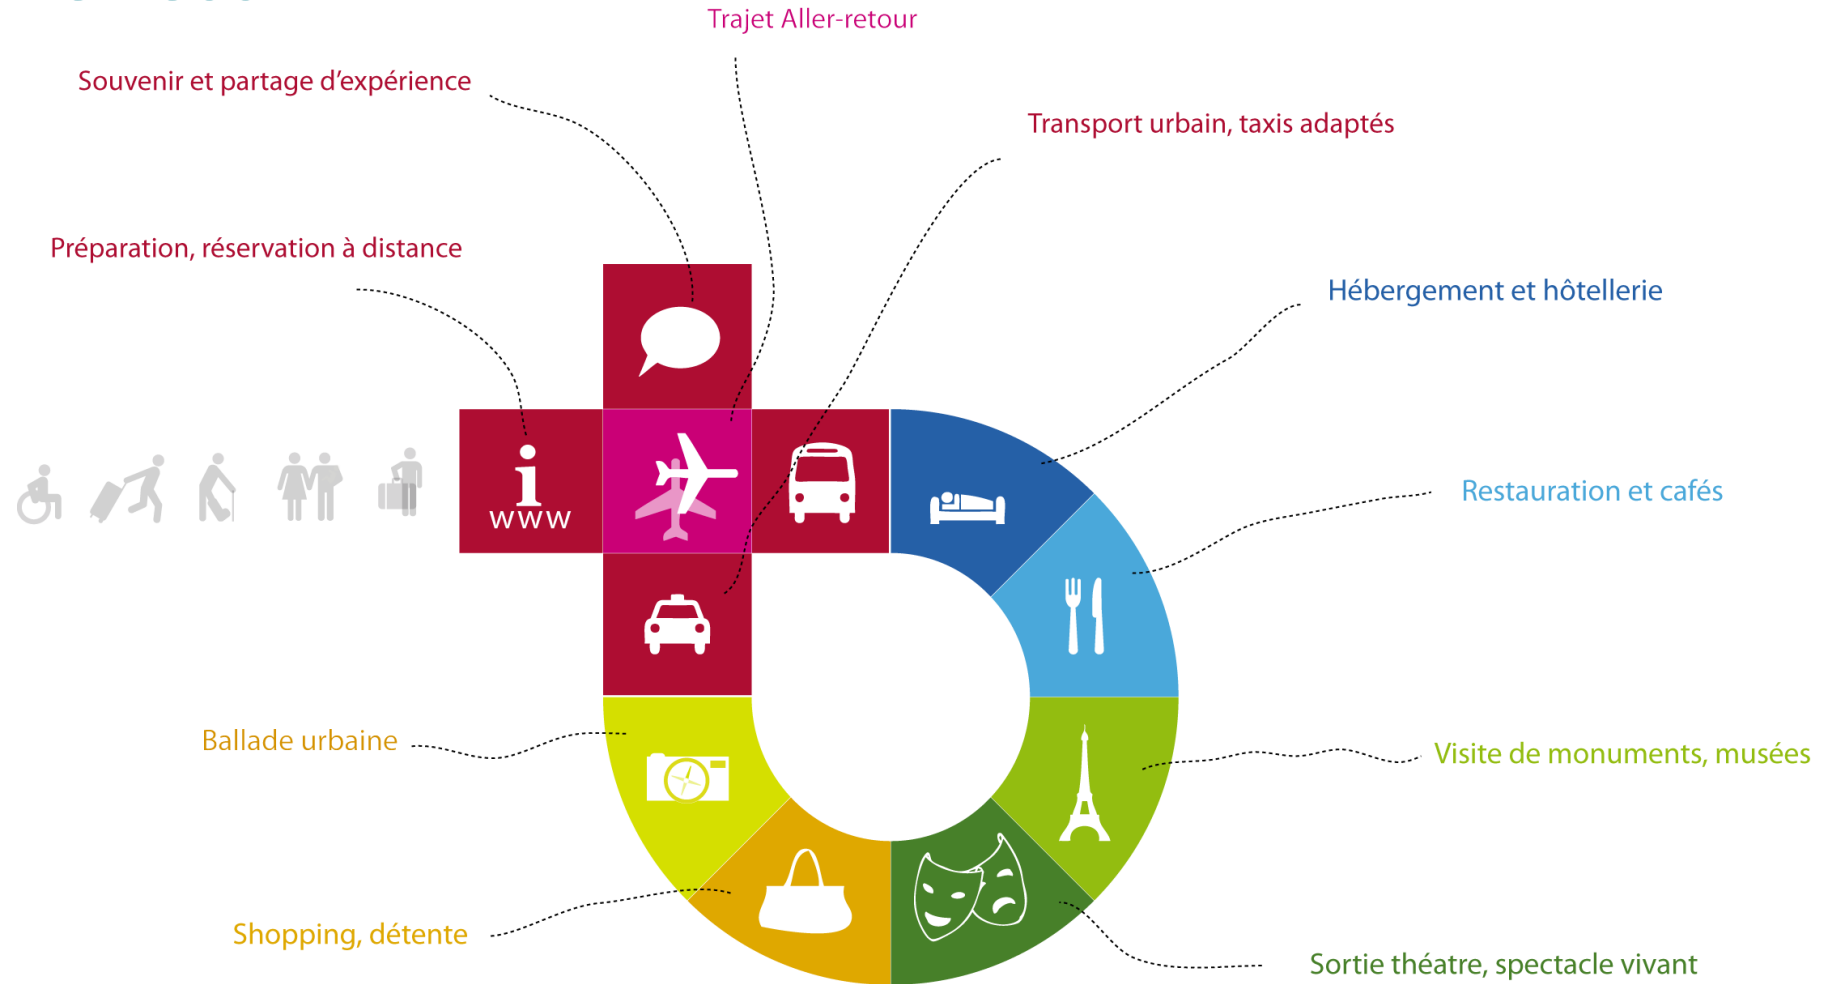 Trajet Aller-retour
Souvenir et partage d'expérience
Transport urbain, taxis adaptés
Préparation, réservation à distance
Hébergement et hôtellerie
Restauration et cafés
i
www
Ballade urbaine
Visite de monuments, musées
Shopping, détente
Sortie théatre, spectacle vivant